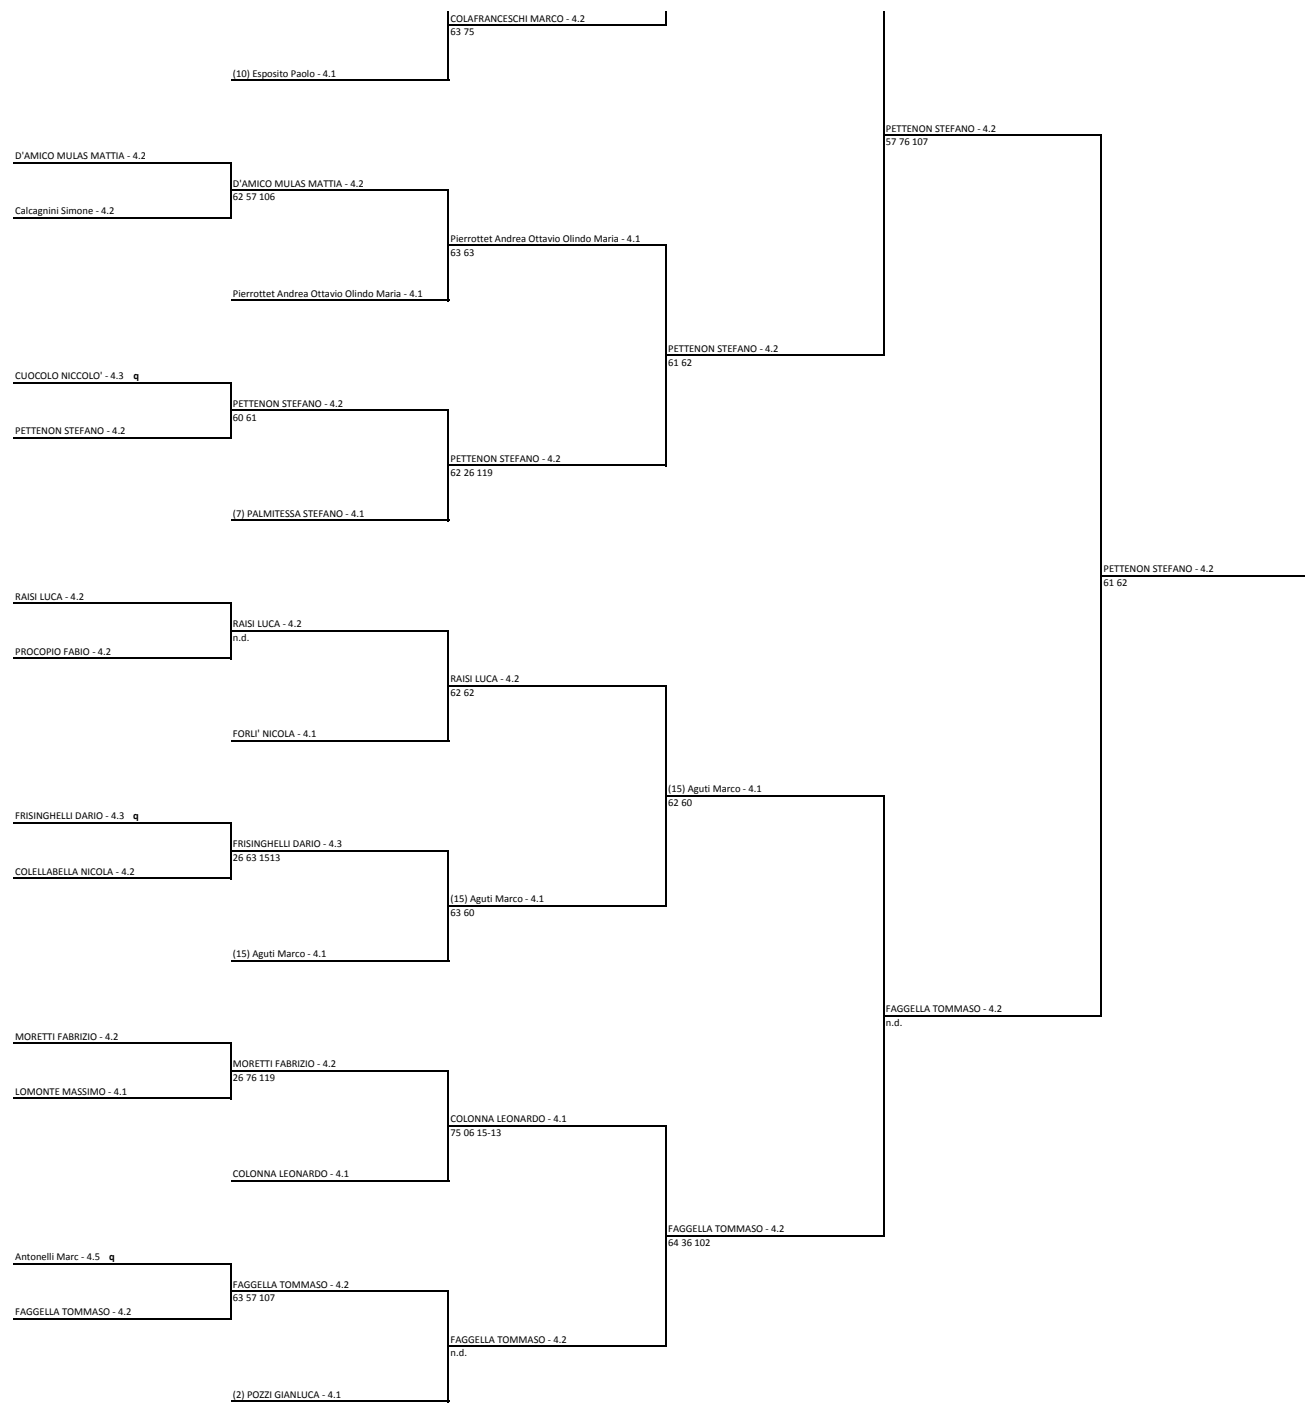 COLAFRANCESCHI MARCO - 4.2
63 75
(10) Esposito Paolo - 4.1
PETTENON STEFANO - 4.2
57 76 107
D'AMICO MULAS MATTIA - 4.2
D'AMICO MULAS MATTIA - 4.2
62 57 106
Calcagnini Simone - 4.2
Pierrottet Andrea Ottavio Olindo Maria - 4.1
63 63
Pierrottet Andrea Ottavio Olindo Maria - 4.1
PETTENON STEFANO - 4.2
61 62
CUOCOLO NICCOLO' - 4.3 q
PETTENON STEFANO - 4.2
60 61
PETTENON STEFANO - 4.2
PETTENON STEFANO - 4.2
62 26 119
(7) PALMITESSA STEFANO - 4.1
PETTENON STEFANO - 4.2
61 62
RAISI LUCA - 4.2
RAISI LUCA - 4.2
n.d.
PROCOPIO FABIO - 4.2
RAISI LUCA - 4.2
62 62
FORLI' NICOLA - 4.1
(15) Aguti Marco - 4.1
62 60
FRISINGHELLI DARIO - 4.3 q
FRISINGHELLI DARIO - 4.3
26 63 1513
COLELLABELLA NICOLA - 4.2
(15) Aguti Marco - 4.1
63 60
(15) Aguti Marco - 4.1
FAGGELLA TOMMASO - 4.2
n.d.
MORETTI FABRIZIO - 4.2
MORETTI FABRIZIO - 4.2
26 76 119
LOMONTE MASSIMO - 4.1
COLONNA LEONARDO - 4.1
75 06 15-13
COLONNA LEONARDO - 4.1
FAGGELLA TOMMASO - 4.2
64 36 102
Antonelli Marc - 4.5 q
FAGGELLA TOMMASO - 4.2
63 57 107
FAGGELLA TOMMASO - 4.2
FAGGELLA TOMMASO - 4.2
n.d.
(2) POZZI GIANLUCA - 4.1